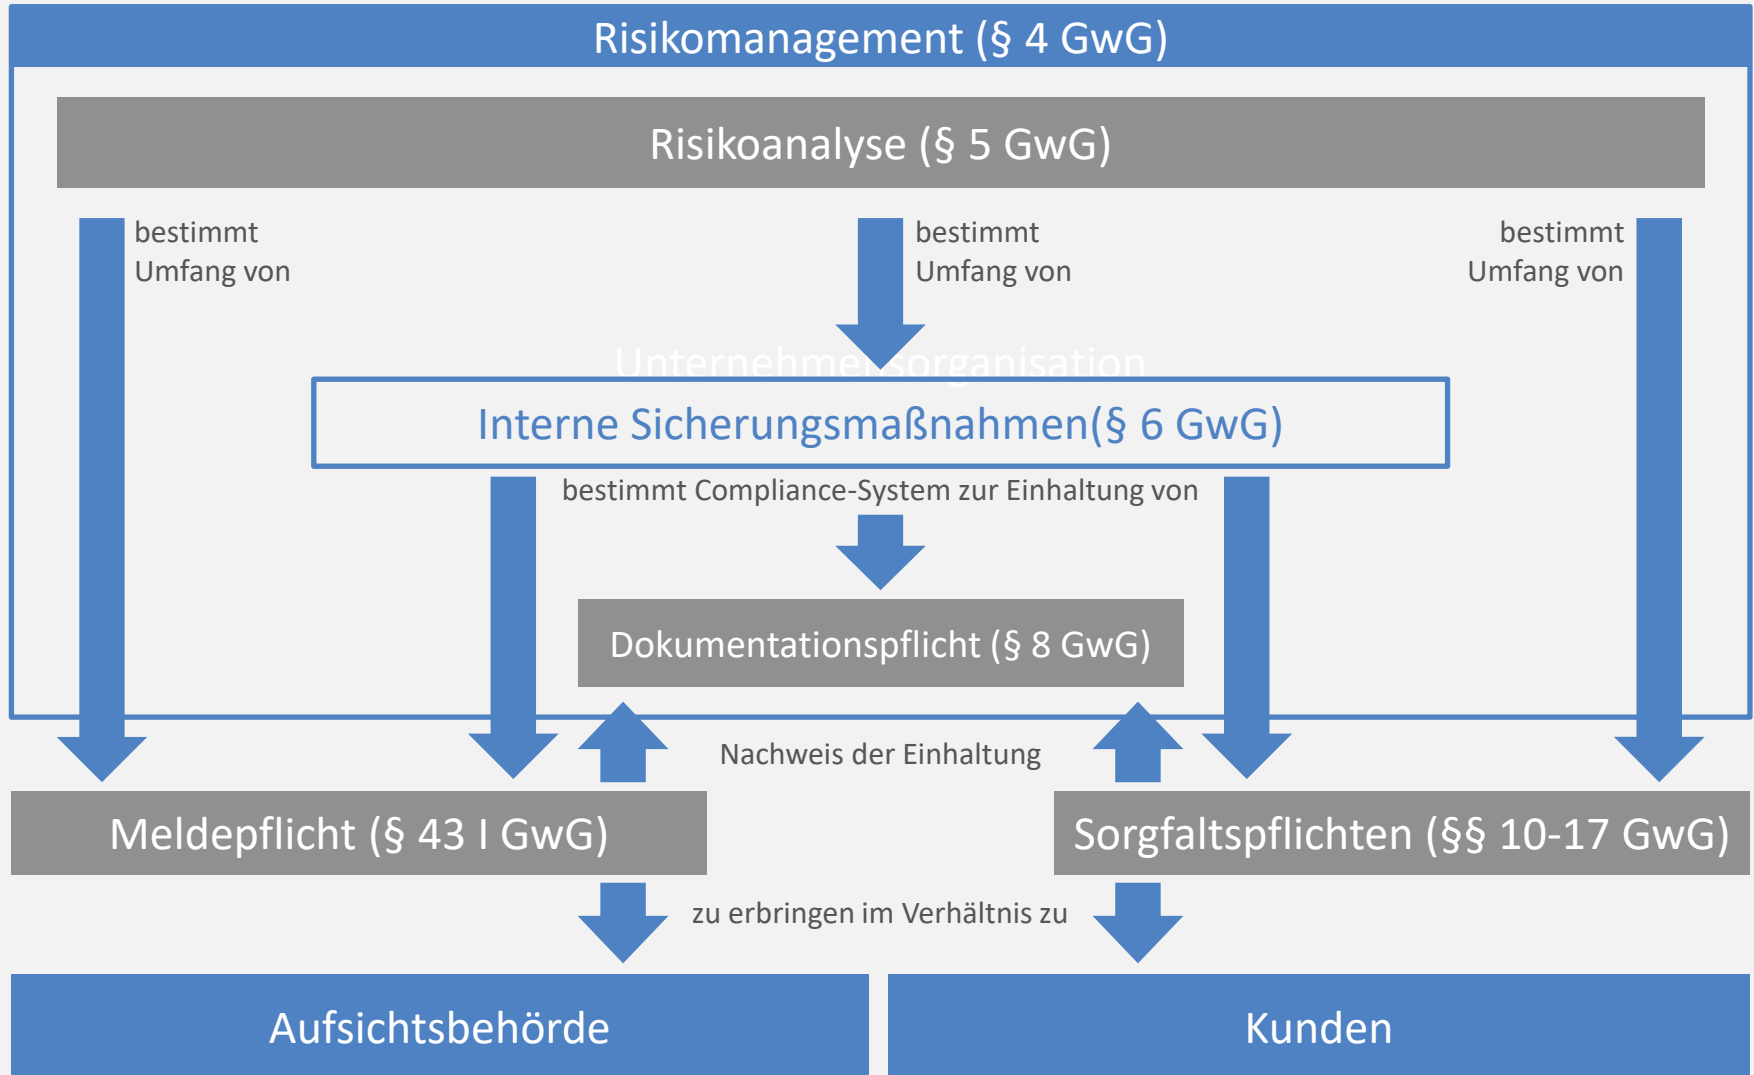 Risikomanagement (§ 4 GwG)
Risikoanalyse (§ 5 GwG)
bestimmt
Umfang von
bestimmt
Umfang von
bestimmt
Umfang von
Unternehmensorganisation
Interne Sicherungsmaßnahmen(§ 6 GwG)
bestimmt Compliance-System zur Einhaltung von
Dokumentationspflicht (§ 8 GwG)
Nachweis der Einhaltung
Meldepflicht (§ 43 I GwG)
Sorgfaltspflichten (§§ 10-17 GwG)
zu erbringen im Verhältnis zu
Aufsichtsbehörde
Kunden